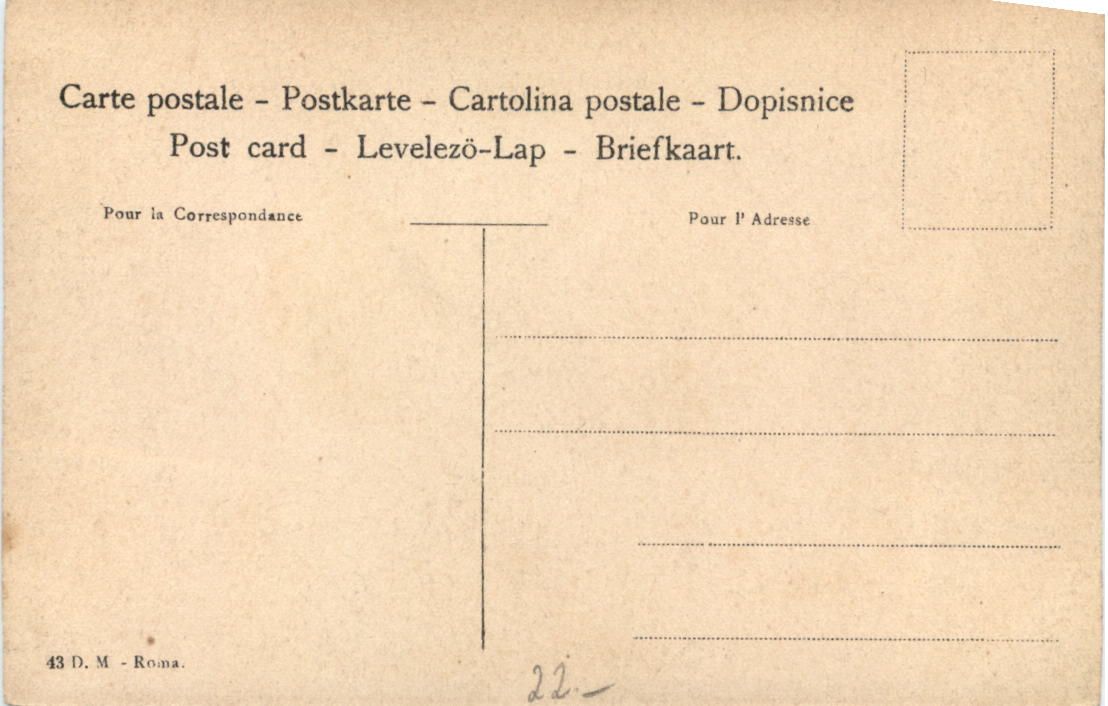 Carte postale – Postkarte – Cartolina postale – Dopisnice
Post card – Levelezö-Lap – Briefkaart.
Pour la Correspondance
Pour l' Adresse
43 D. M - Roma.
22.-